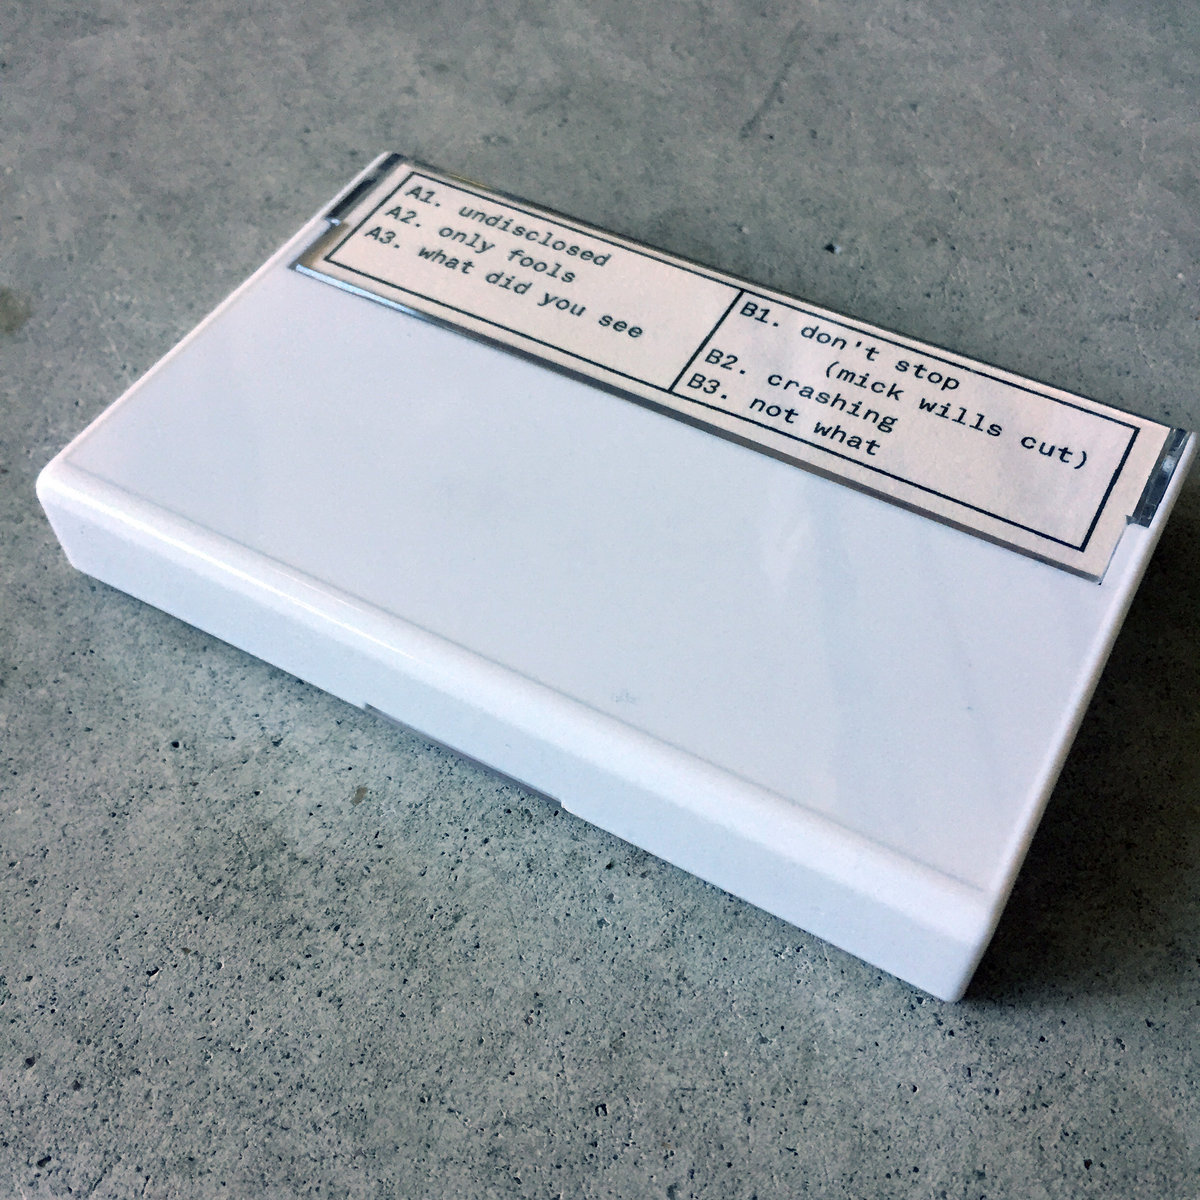 A1. undisclosed
A2. only fools
A3. what did you see
B1. don't stop
(mick wills cut)
B2. crashing
B3. not what